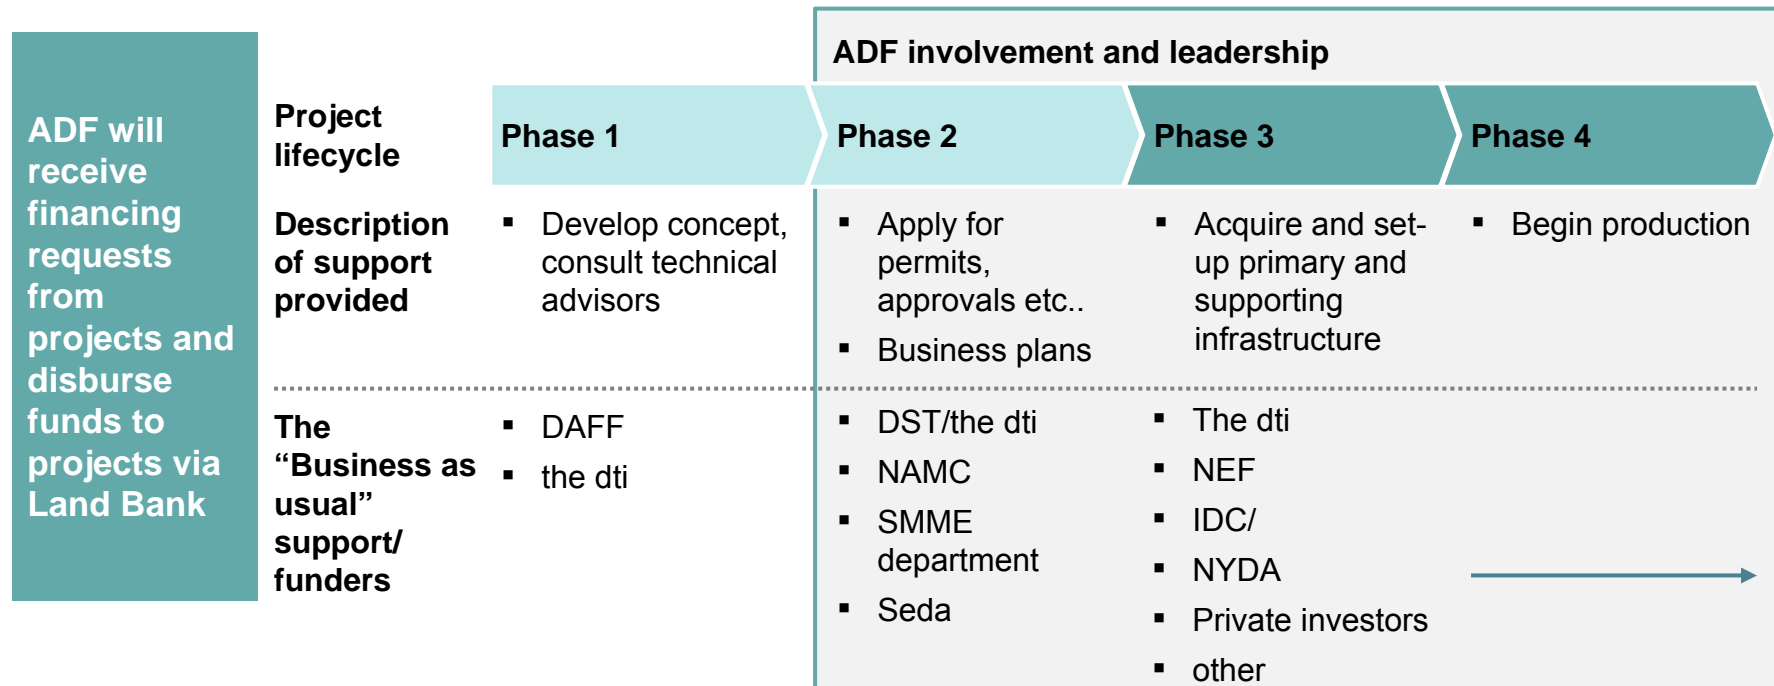 ADF will
receive
financing
requests
from
projects and
disburse
funds to
projects via
Land Bank
ADF involvement and leadership
Project
lifecycle
Phase 1
Phase 2
Phase 3
Phase 4
Description
of support
provided
▪ Develop concept,
consult technical
advisors
▪ Apply for
permits,
approvals etc..
▪ Business plans
▪ Acquire and set-
up primary and
supporting
infrastructure
▪ Begin production
The
“Business as
usual”
support/
funders
▪ DAFF
▪ the dti
▪ DST/the dti
▪ NAMC
▪ SMME
department
▪ Seda
▪ The dti
▪ NEF
▪ IDC/
▪ NYDA
▪ Private investors
▪ other